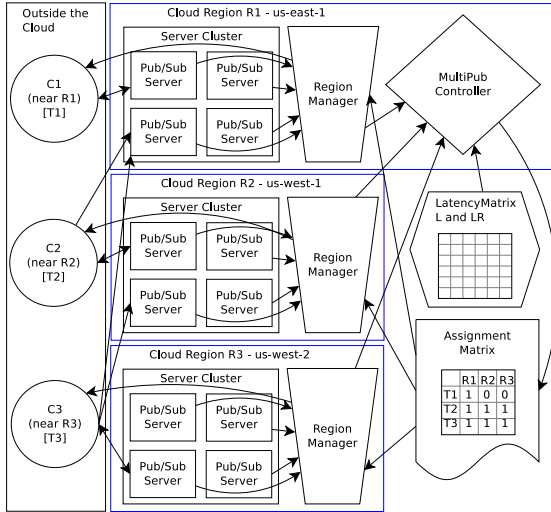 Outside the
Cloud
C1
(near R1)
[T1]
C2
(near R2)
[T2]
C3
(near R3)
[T3]
Cloud Region R1 - us-east-1
Server Cluster
Pub/Sub
Server
Pub/Sub
Server
Pub/Sub
Server
Pub/Sub
Server
Region
Manager
Cloud Region R2 - us-west-1
Server Cluster
Pub/Sub
Server
Pub/Sub
Server
Pub/Sub
Server
Pub/Sub
Server
Region
Manager
Cloud Region R3 - us-west-2
Server Cluster
Pub/Sub
Server
Pub/Sub
Server
Pub/Sub
Server
Pub/Sub
Server
Region
Manager
MultiPub
Controller
LatencyMatrix
L and LR
Assignment
Matrix
R1 R2 R3
T1 1 0 0
T2 1 1 1
T3 1 1 1